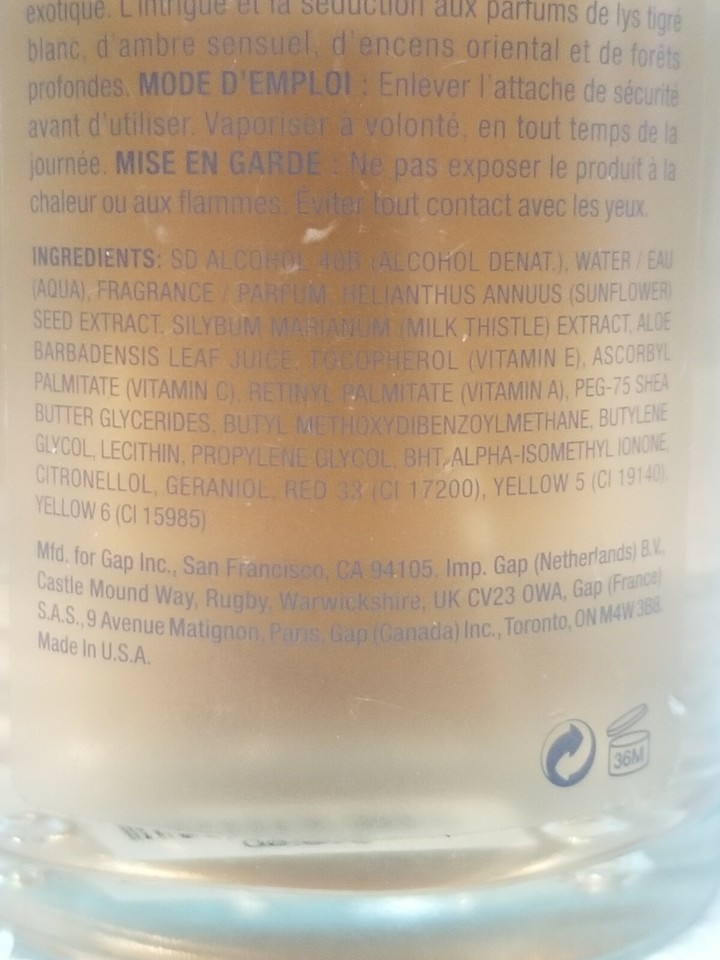 exotique. L'intrigue et la séduction aux parfums de lys tigré
blanc, d'ambre sensuel, d'encens oriental et de forêts
profondes. MODE D'EMPLOI : Enlever l'attache de sécurité
avant d'utiliser. Vaporiser à volonté, en tout temps de la
journée. MISE EN GARDE : Ne pas exposer le produit à la
chaleur ou aux flammes. Éviter tout contact avec les yeux.
INGREDIENTS: SD ALCOHOL 40B (ALCOHOL DENAT.), WATER / EAU
(AQUA), FRAGRANCE / PARFUM, HELIANTHUS ANNUUS (SUNFLOWER)
SEED EXTRACT, SILYBUM MARIANUM (MILK THISTLE) EXTRACT, ALOE
BARBADENSIS LEAF JUICE, TOCOPHEROL (VITAMIN E), ASCORBYL
PALMITATE (VITAMIN C), RETINYL PALMITATE (VITAMIN A), PEG-75 SHEA
BUTTER GLYCERIDES, BUTYL METHOXYDIBENZOYLMETHANE, BUTYLENE
GLYCOL, LECITHIN, PROPYLENE GLYCOL, BHT, ALPHA-ISOMETHYL IONONE,
CITRONELLOL, GERANIOL, RED 33 (CI 17200), YELLOW 5 (CI 19140),
YELLOW 6 (CI 15985)
Mfd. for Gap Inc., San Francisco, CA 94105. Imp. Gap (Netherlands) B.V.,
Castle Mound Way, Rugby, Warwickshire, UK CV23 0WA, Gap (France)
S.A.S., 9 Avenue Matignon, Paris, Gap (Canada) Inc., Toronto, ON M4W 3B8.
Made In U.S.A.
36M